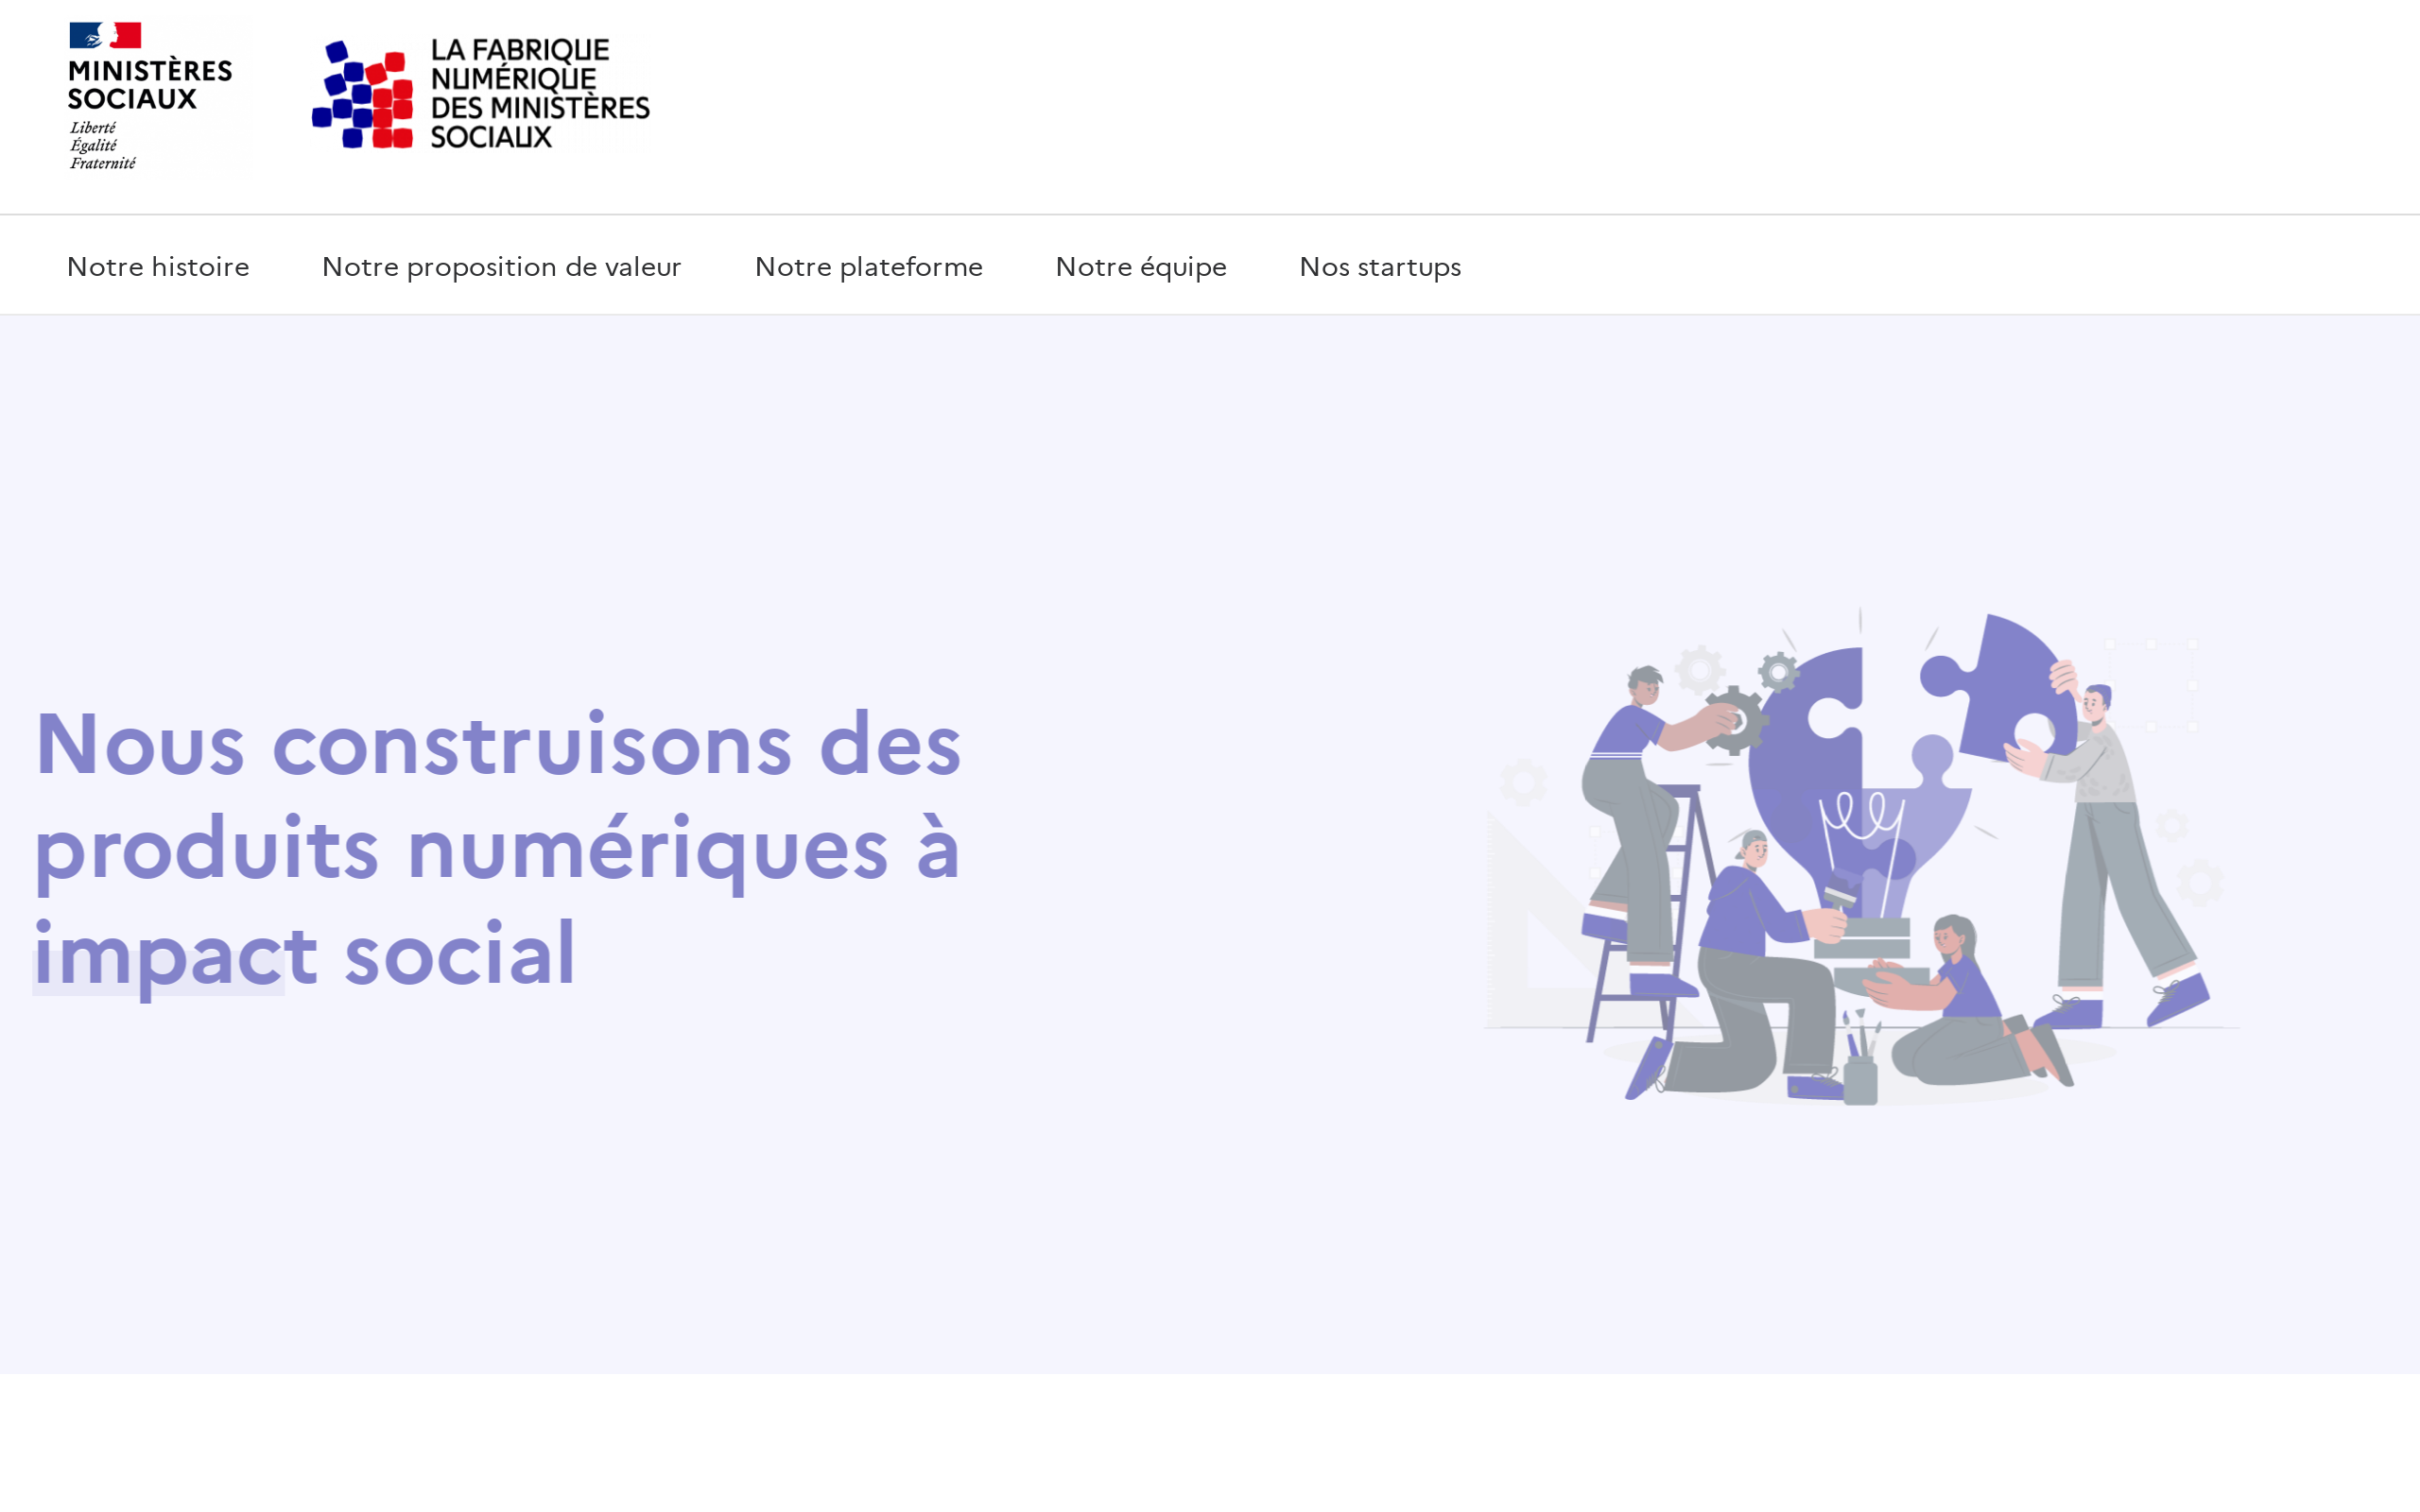 MINISTÈRES
SOCIAUX
Liberté
Égalité
Fraternité
LA FABRIQUE
NUMÉRIQUE
DES MINISTÈRES
SOCIAUX
Notre histoire
Notre proposition de valeur
Notre plateforme
Notre équipe
Nos startups
Nous construisons des
produits numériques à
impact social